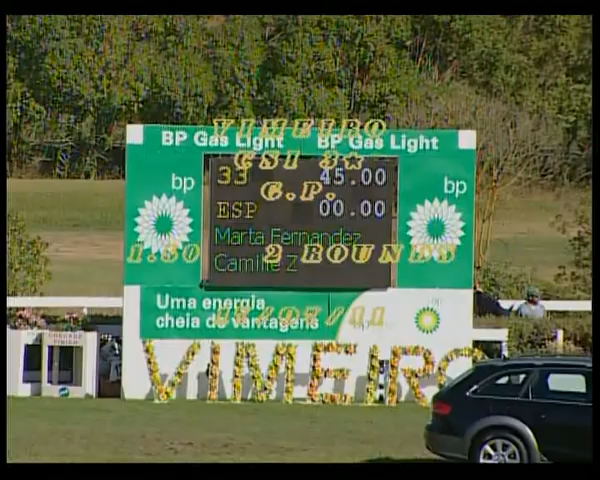 VIMEIRO
BP Gas Light BP Gas Light
CSI 3★
33 45.00
G.P.
bp bp
ESP 00.00
Marta Fernandez
1.50 2 ROUNDS
Camille Z
Uma energia
cheia de vantagens
VIMEIRO
FINISH